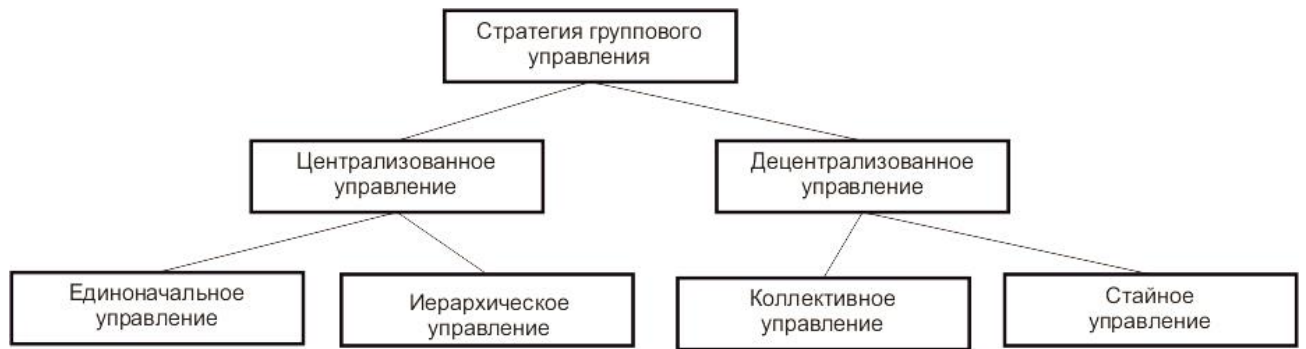 Стратегия группового
управления
Централизованное
управление
Децентрализованное
управление
Единоначальное
управление
Иерархическое
управление
Коллективное
управление
Стайное
управление